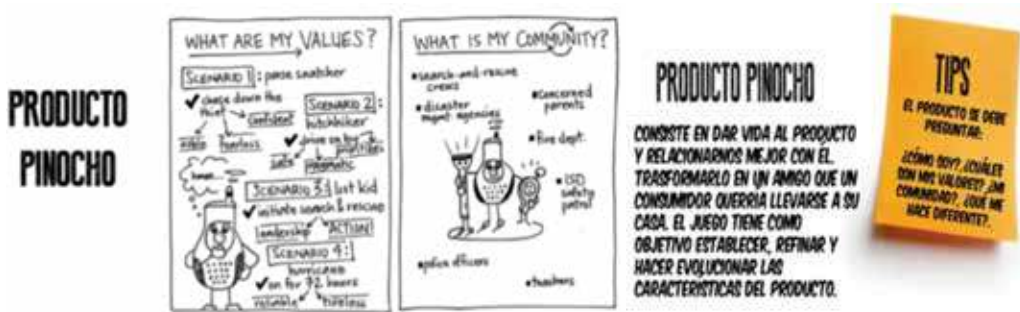 PRODUCTO
PINOCHO
WHAT ARE MY VALUES?
SCENARIO 1: purse snatcher
✔ chase down the
thief
confident
fearless
SCENARIO 2:
hitchhiker
✔ drive on by
safe
pragmatic
hmmm...
SCENARIO 3: lost kid
✔ initiate search & rescue
leadership
ACTION!
SCENARIO 4:
hurricane
✔ on for 72 hours
reliable
tireless
WHAT IS MY COMMUNITY?
•search-and-rescue
crews
•disaster
mgmt agencies
•concerned
parents
•fire dept.
safety
patrol
•police officers
•teachers
PRODUCTO PINOCHO
CONSISTE EN DAR VIDA AL PRODUCTO
Y RELACIONARNOS MEJOR CON ÉL.
TRASFORMARLO EN UN AMIGO QUE UN
CONSUMIDOR QUERRIA LLEVARSE A SU
CASA. EL JUEGO TIENE COMO
OBJETIVO ESTABLECER, REFINAR Y
HACER EVOLUCIONAR LAS
CARACTERISTICAS DEL PRODUCTO.
TIPS
EL PRODUCTO SE DEBE
PREGUNTAR:
¿CÓMO SOY?, ¿CUÁLES
SON MIS VALORES?, ¿MI
COMUNIDAD?, ¿QUÉ ME
HACE DIFERENTE?.